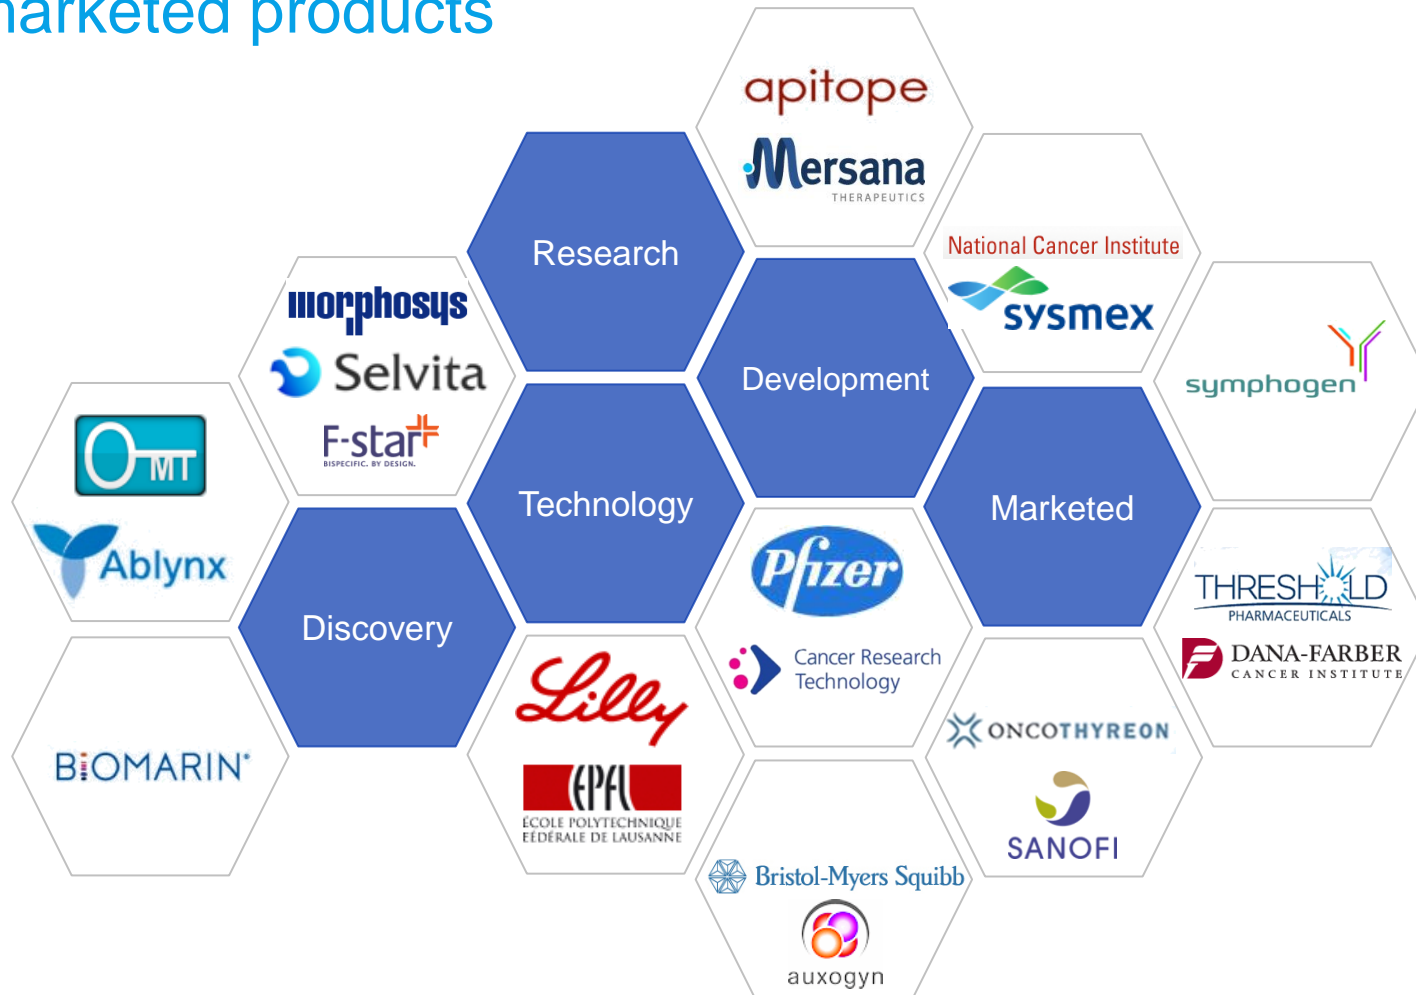 marketed products
apitope
Mersana
THERAPEUTICS
Research
National Cancer Institute
sysmex
morphosys
Selvita
F-star
BISPECIFIC. BY DESIGN.
Development
symphogen
OMT
Ablynx
Technology
Marketed
Pfizer
THRESHOLD
PHARMACEUTICALS
Discovery
Cancer Research
Technology
DANA-FARBER
CANCER INSTITUTE
Lilly
ONCOTHYREON
BIOMARIN®
EPFL
ÉCOLE POLYTECHNIQUE
FÉDÉRALE DE LAUSANNE
SANOFI
Bristol-Myers Squibb
auxogyn